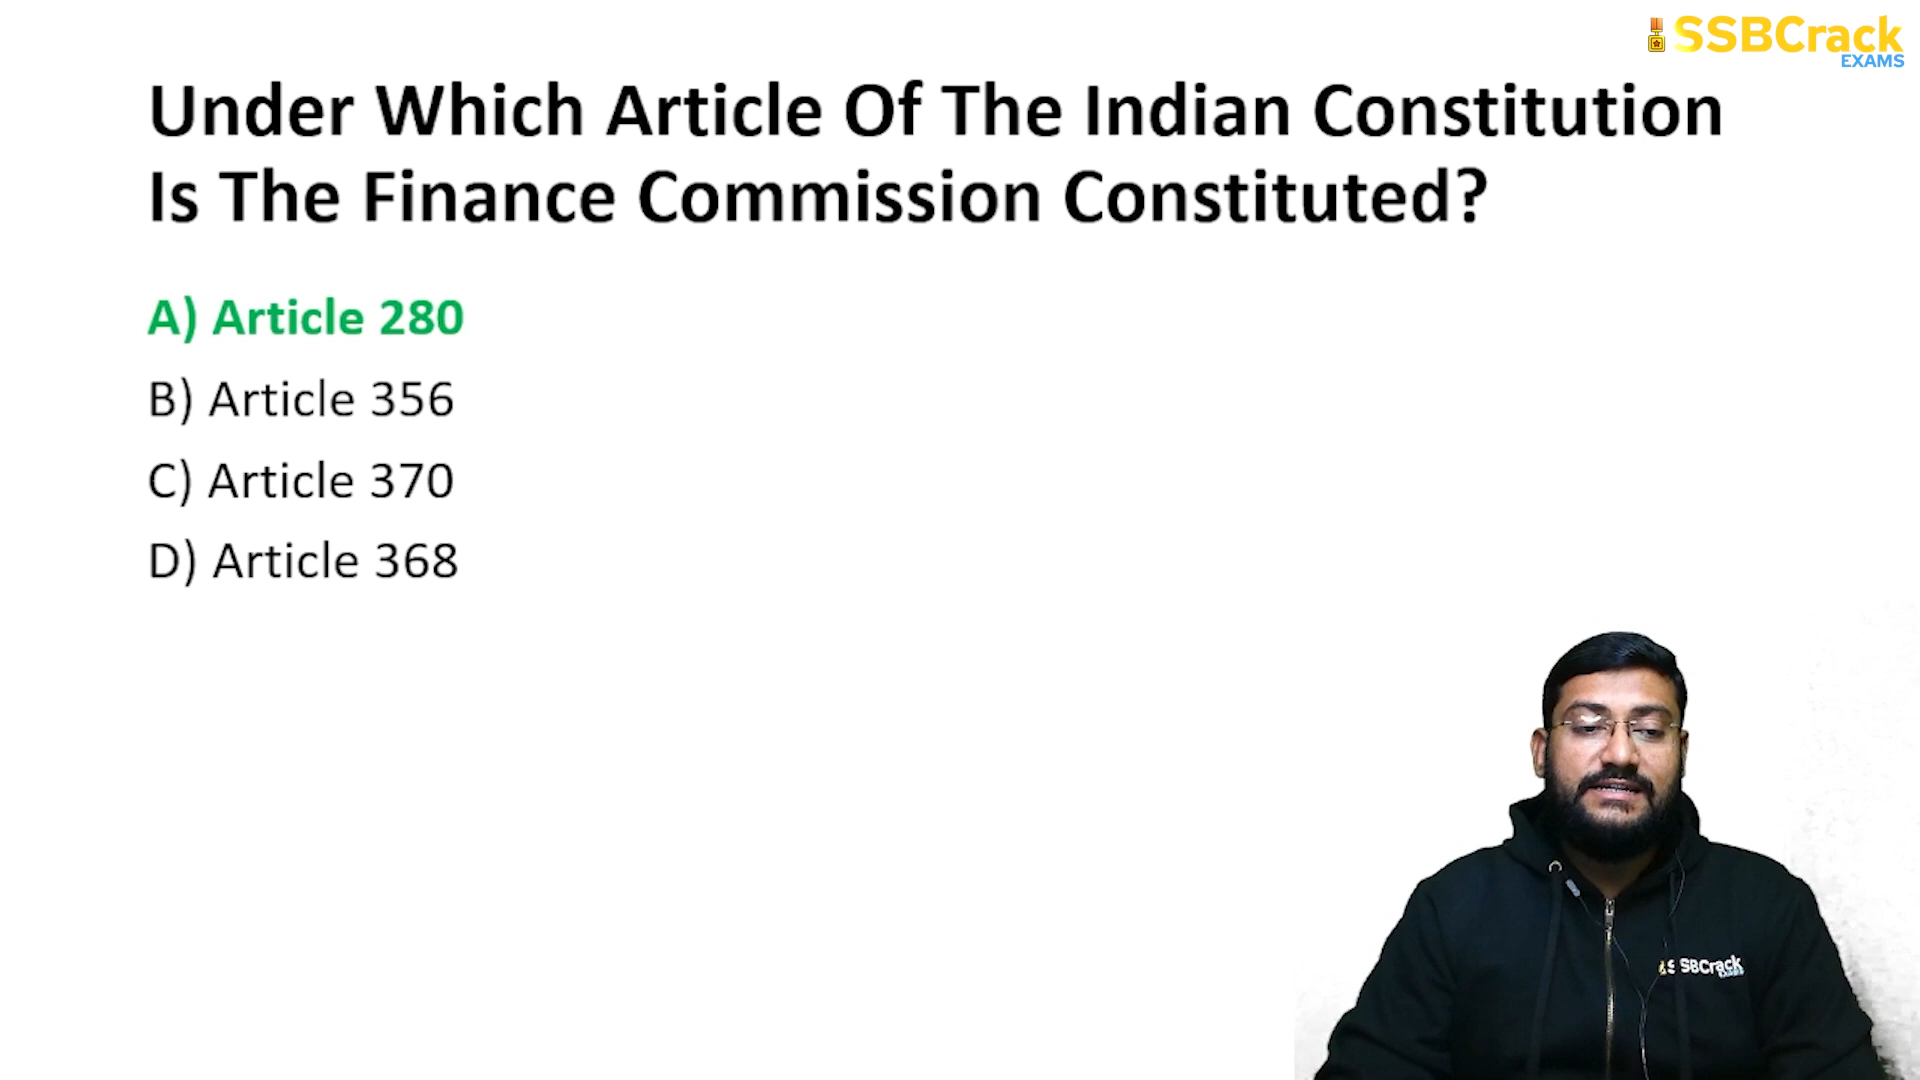 SSBCrack
EXAMS
Under Which Article Of The Indian Constitution
Is The Finance Commission Constituted?
A) Article 280
B) Article 356
C) Article 370
D) Article 368
SSBCrack